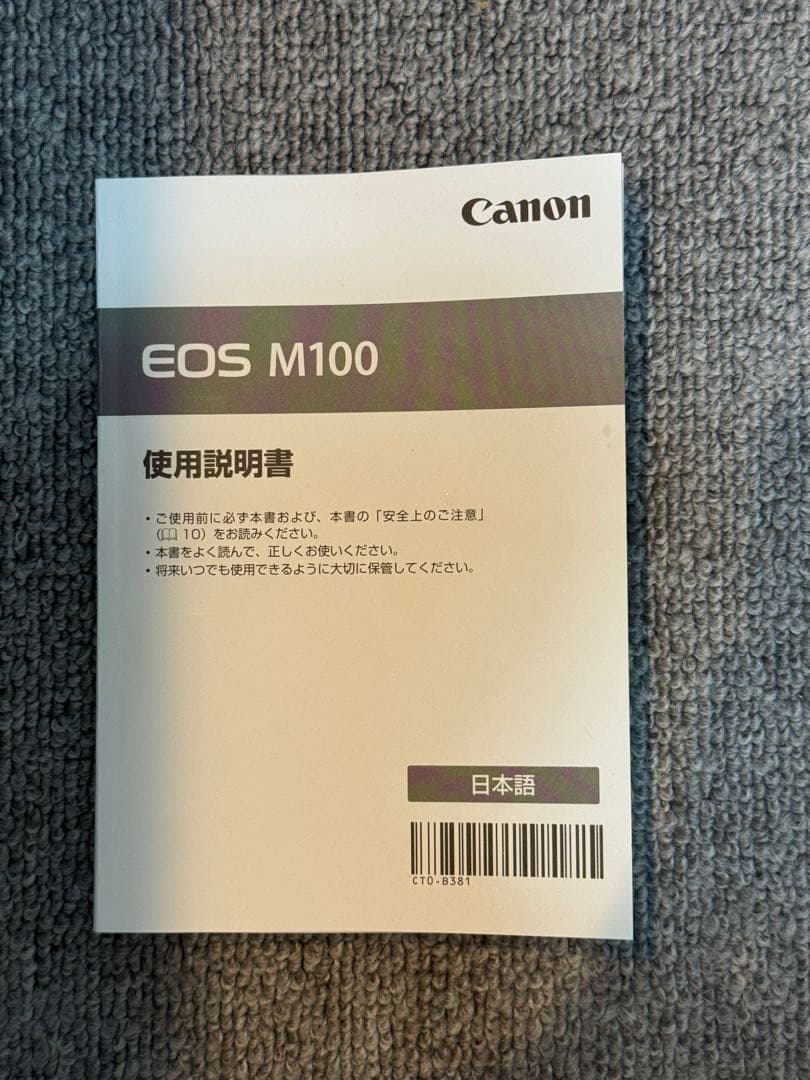 Canon
EOS M100
使用説明書
・ご使用前に必ず本書および、本書の「安全上のご注意」
(📖 10)をお読みください。
・本書をよく読んで、正しくお使いください。
・将来いつでも使用できるように大切に保管してください。
日本語
CT0-B381